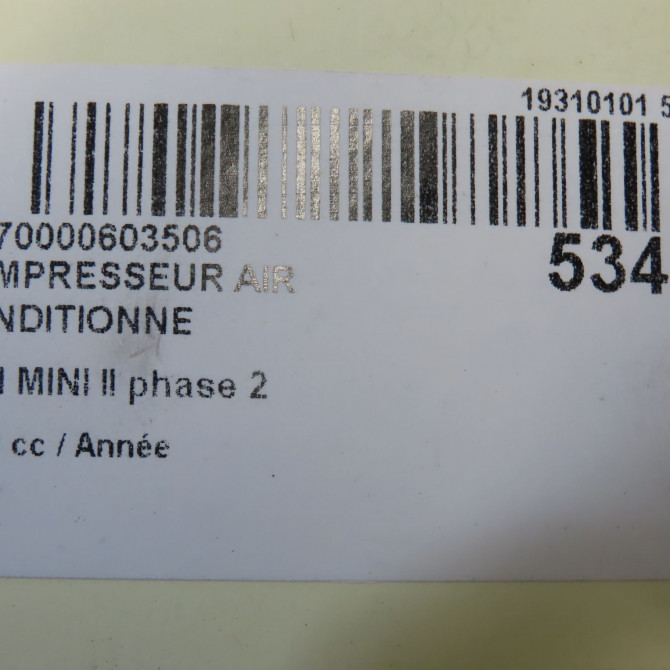 19310101 5
70000603506
534
MPRESSEUR AIR
NDITIONNE
MINI II phase 2
cc / Année